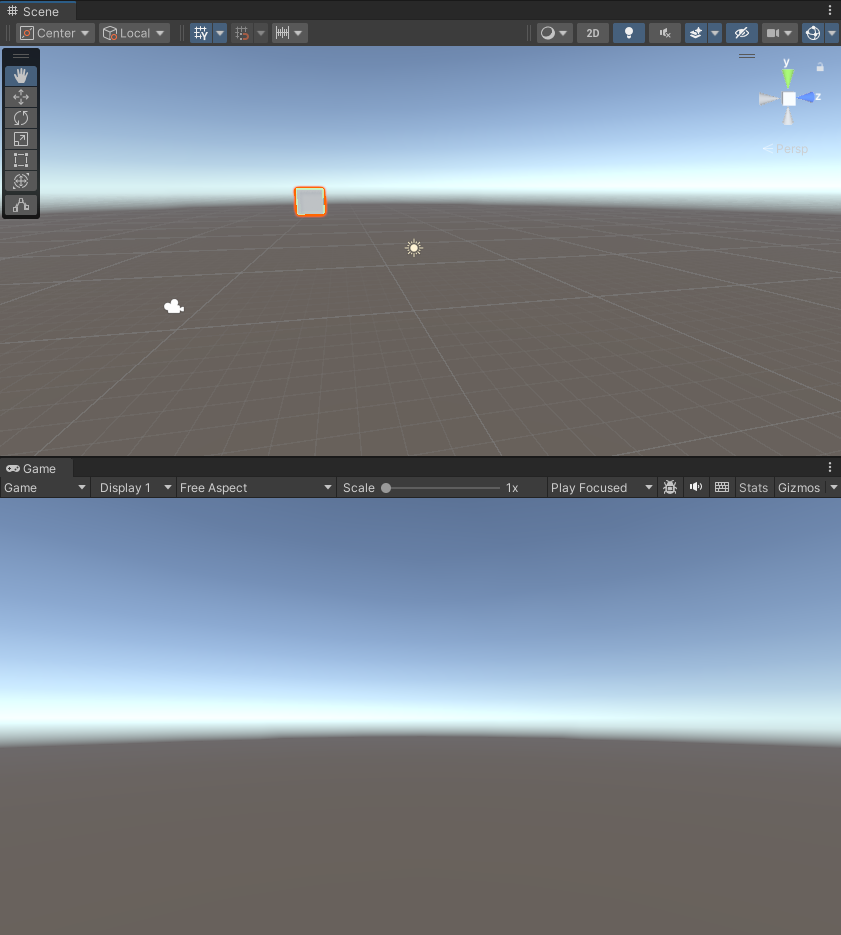 Scene
Center Local 2D
y
z
Persp
Game
Game Display 1 Free Aspect Scale 1x Play Focused Stats Gizmos